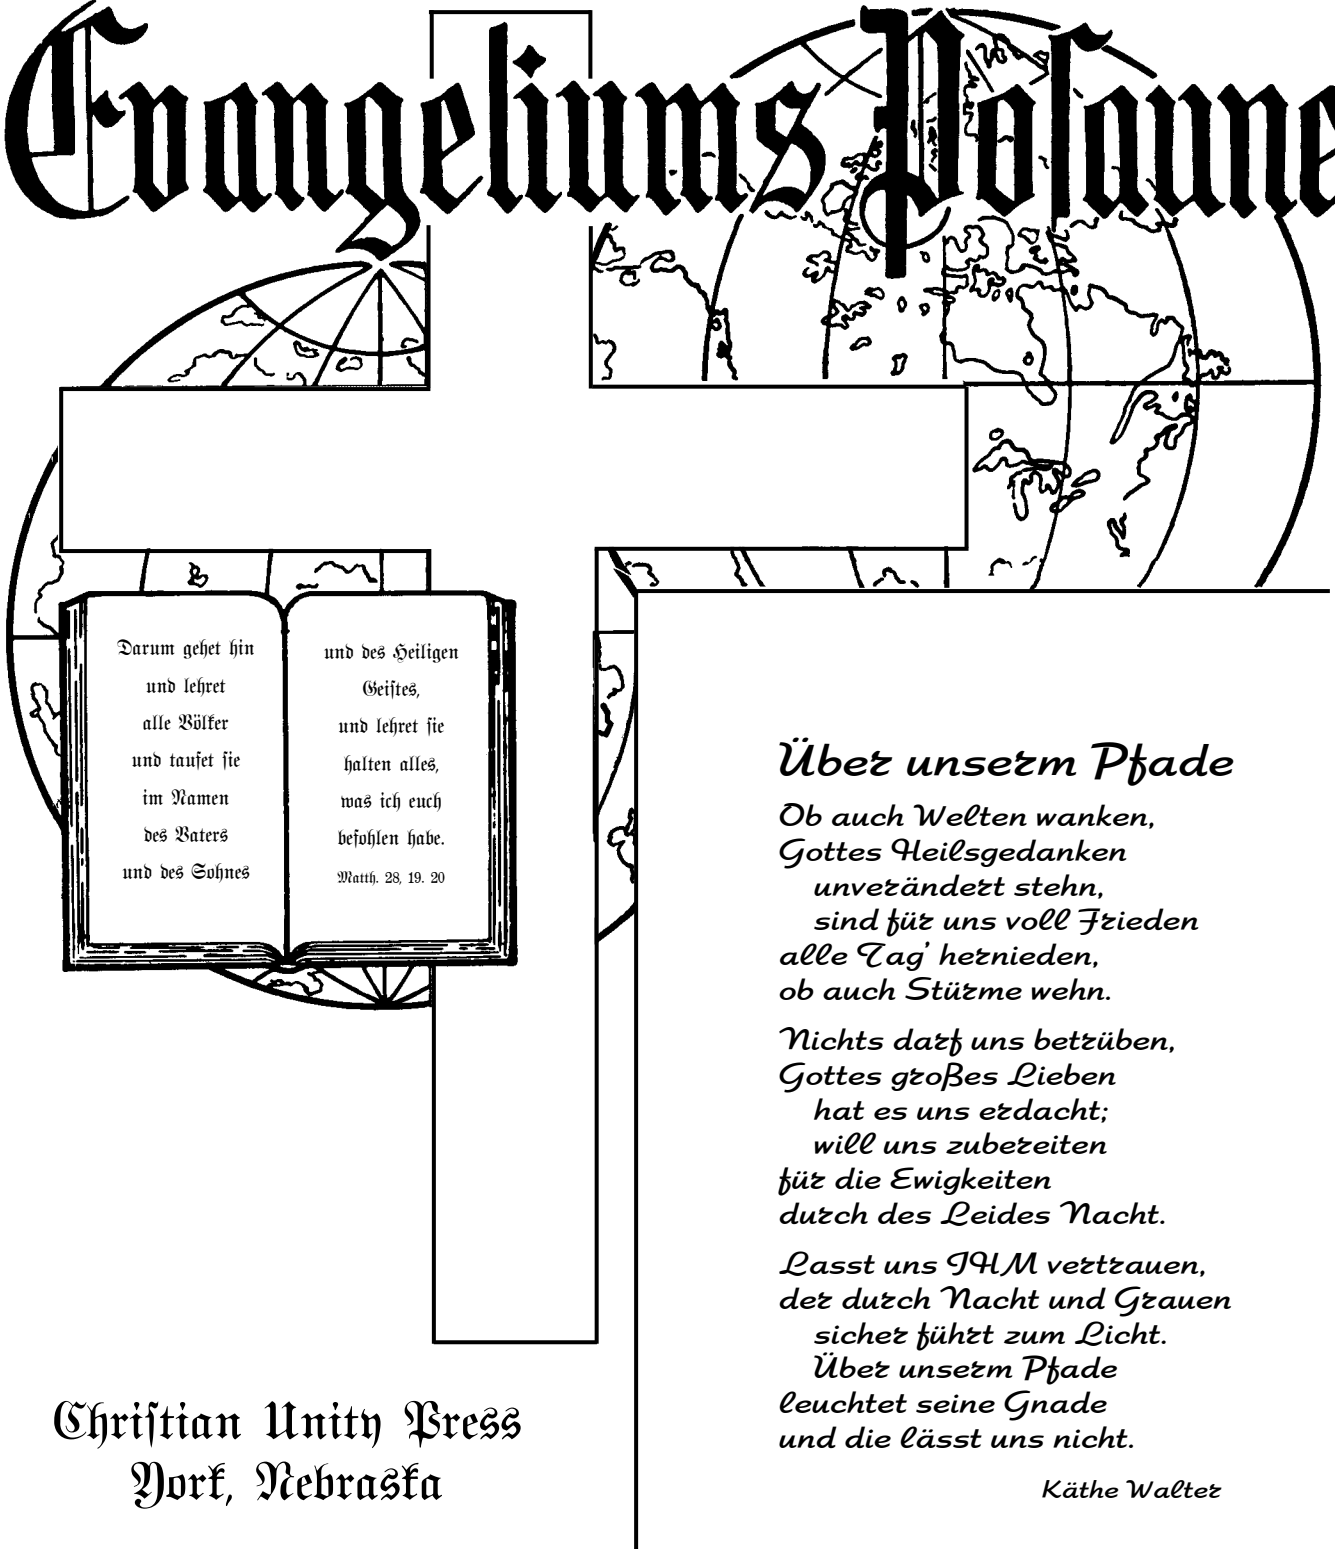 Evangeliums Posaune
Darum gehet hin
und lehret
alle Völker
und taufet sie
im Namen
des Vaters
und des Sohnes
und des Heiligen
Geistes,
und lehret sie
halten alles,
was ich euch
befohlen habe.
Matth. 28, 19. 20
Über unserm Pfade
Ob auch Welten wanken,
Gottes Heilsgedanken
unverändert stehn,
sind für uns voll Frieden
alle Tag’ hernieden,
ob auch Stürme wehn.
Nichts darf uns betrüben,
Gottes großes Lieben
hat es uns erdacht;
will uns zubereiten
für die Ewigkeiten
durch des Leides Nacht.
Lasst uns IHM vertrauen,
der durch Nacht und Grauen
sicher führt zum Licht.
Über unserm Pfade
leuchtet seine Gnade
und die lässt uns nicht.
Käthe Walter
Christian Unity Press
York, Nebraska